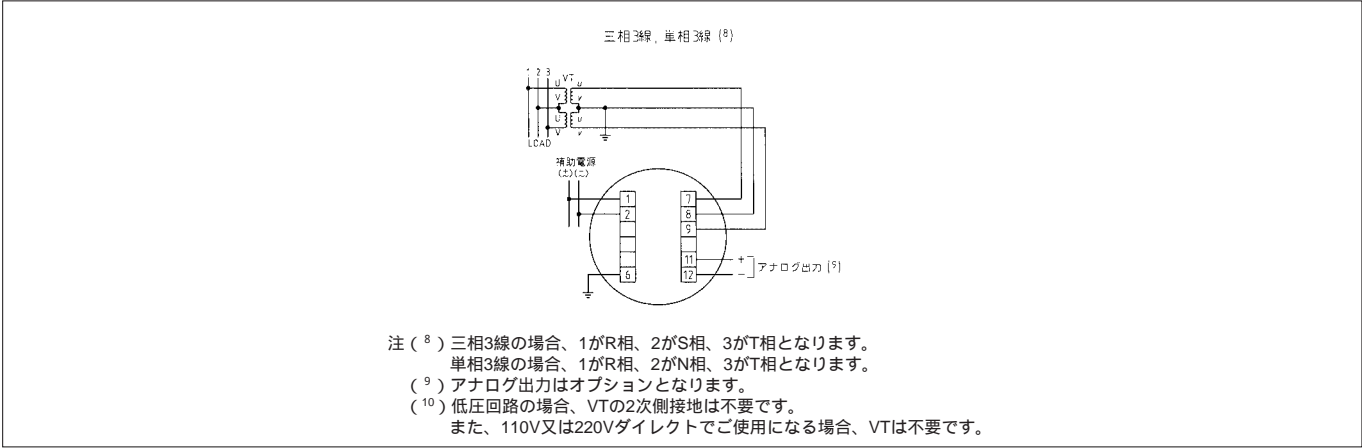 三相3線, 単相3線 (8)
1 2 3
VT
U u
V v
U u
V v
LOAD
補助電源
(±)(=)
1
2
6
7
8
9
11
12
+
−
アナログ出力 (9)
注（8）三相3線の場合、1がR相、2がS相、3がT相となります。
単相3線の場合、1がR相、2がN相、3がT相となります。
（9）アナログ出力はオプションとなります。
（10）低圧回路の場合、VTの2次側接地は不要です。
また、110V又は220Vダイレクトでご使用になる場合、VTは不要です。